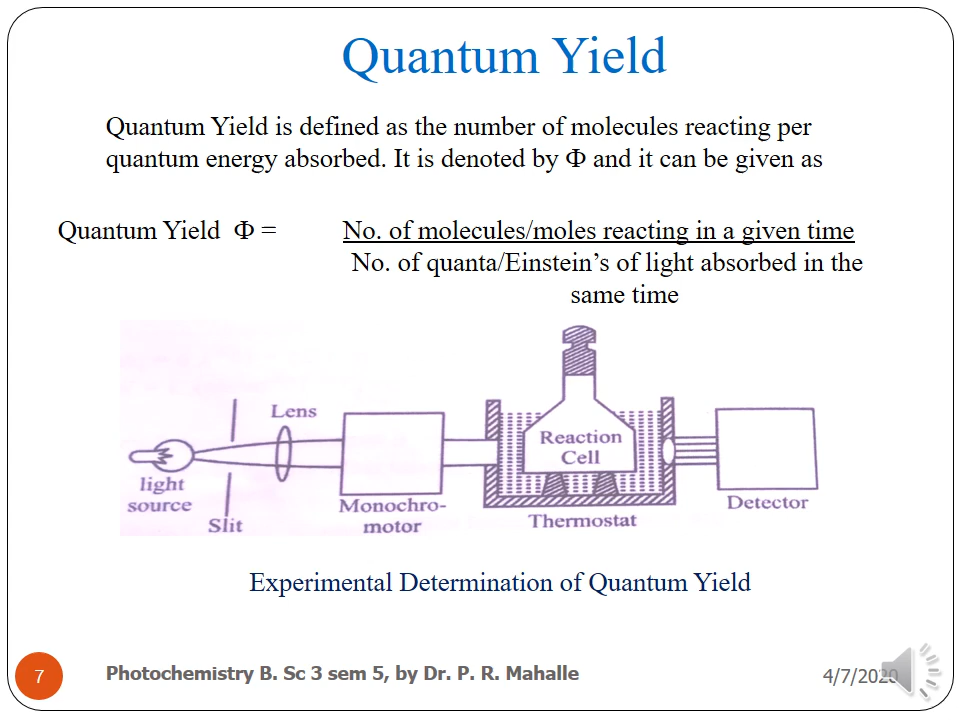 Quantum Yield
Quantum Yield is defined as the number of molecules reacting per
quantum energy absorbed. It is denoted by Φ and it can be given as
Quantum Yield Φ =
No. of molecules/moles reacting in a given time
No. of quanta/Einstein’s of light absorbed in the
same time
Lens
Reaction
Cell
light
source
Slit
Monochro-
motor
Thermostat
Detector
Experimental Determination of Quantum Yield
7
Photochemistry B. Sc 3 sem 5, by Dr. P. R. Mahalle
4/7/2020